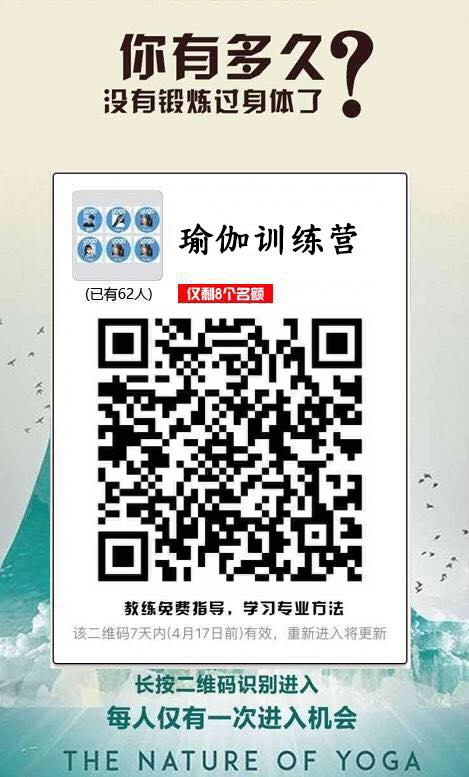 你有多久?
没有锻炼过身体了
瑜伽训练营
(已有62人)
仅剩8个名额
教练免费指导，学习专业方法
该二维码7天内(4月17日前)有效，重新进入将更新
长按二维码识别进入
每人仅有一次进入机会
THE NATURE OF YOGA